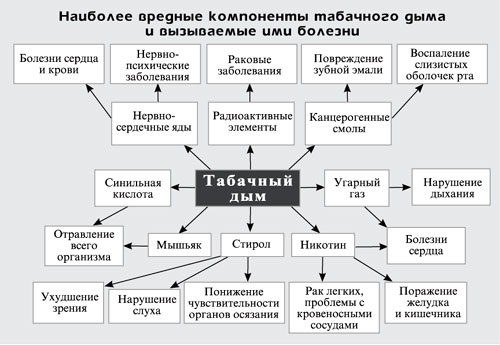 Наиболее вредные компоненты табачного дыма
и вызываемые ими болезни
Болезни сердца
и крови
Нервно-
психические
заболевания
Раковые
заболевания
Повреждение
зубной эмали
Воспаление
слизистых
оболочек рта
Нервно-
сердечные яды
Радиоактивные
элементы
Канцерогенные
смолы
Синильная
кислота
Табачный
дым
Угарный
газ
Нарушение
дыхания
Отравление
всего
организма
Мышьяк
Стирол
Никотин
Болезни
сердца
Ухудшение
зрения
Нарушение
слуха
Понижение
чувствительности
органов осязания
Рак легких,
проблемы с
кровеносными
сосудами
Поражение
желудка
и кишечника